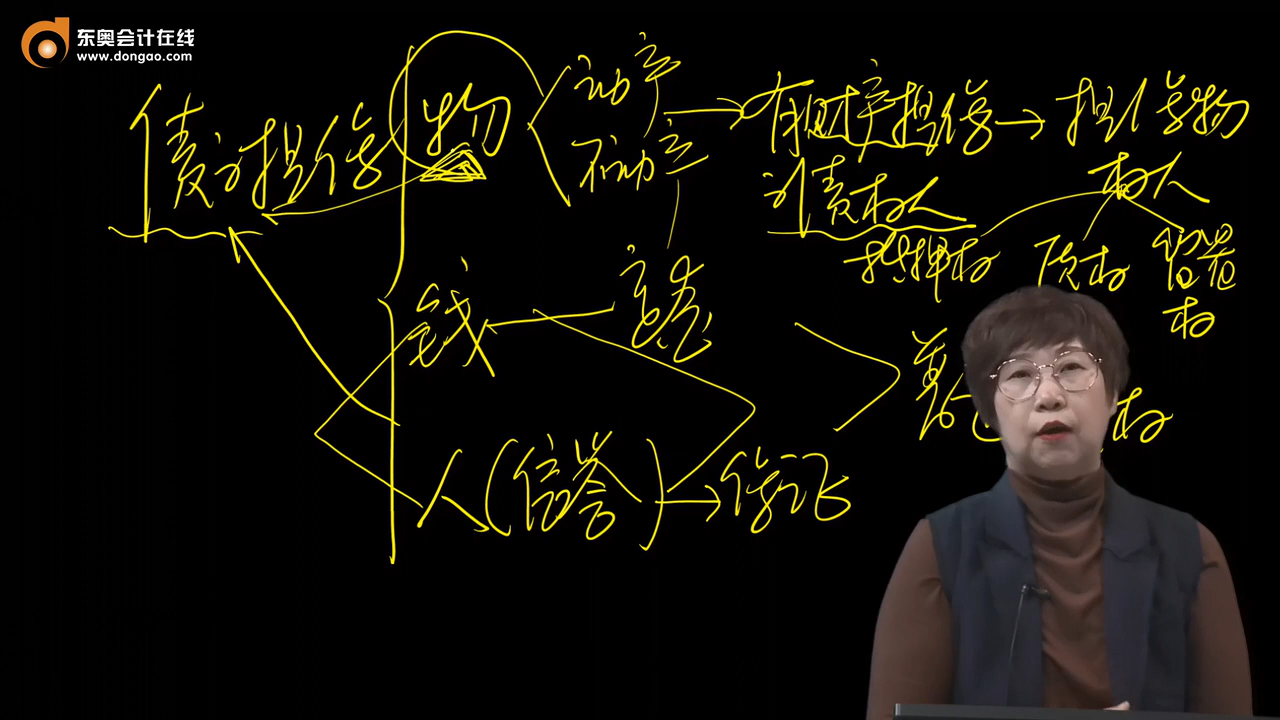 东奥会计在线
www.dongao.com
债的担保
物
动产
不动产
有财产担保
的债权人
担保物
权人
抵押权
质权
留置
权
钱
定金
人(信誉)
保证
权